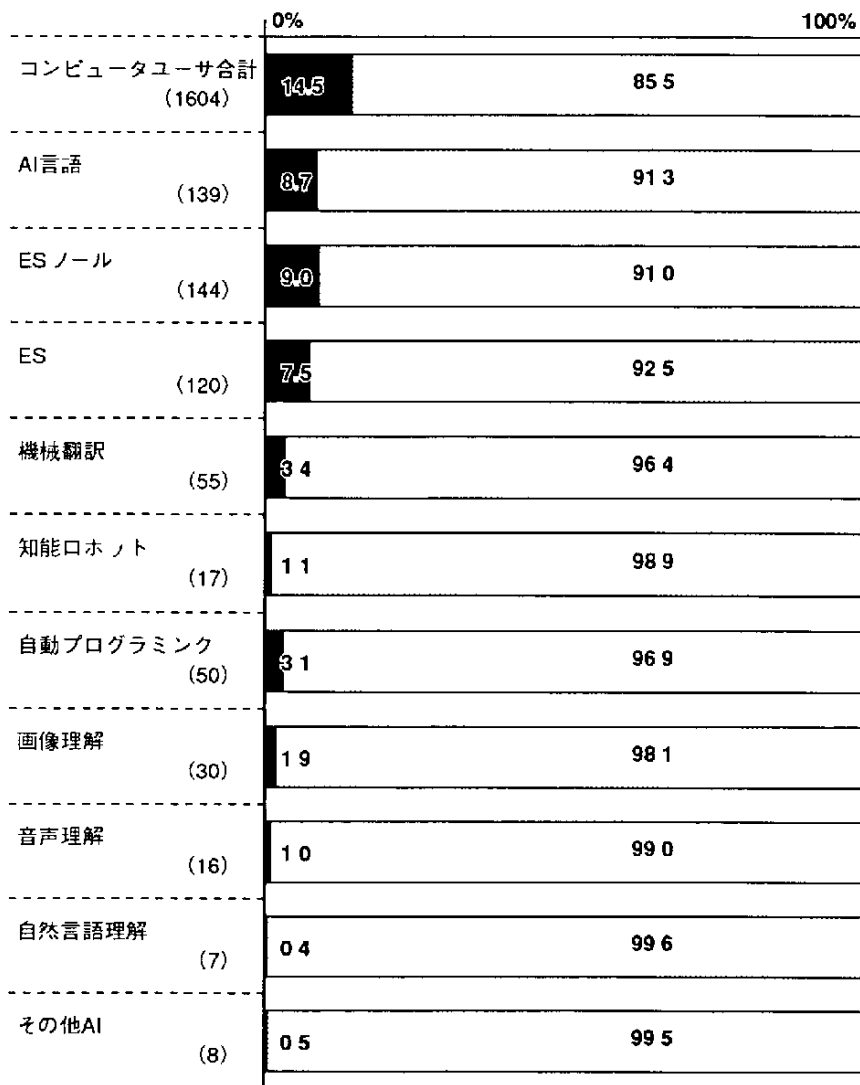 0% 100%
コンピュータユーサ合計
(1604)
14.5 85 5
AI言語
(139)
8.7 91 3
ES ノール
(144)
9.0 91 0
ES
(120)
7.5 92 5
機械翻訳
(55)
3 4 96 4
知能ロホット
(17)
1 1 98 9
自動プログラミンク
(50)
3 1 96 9
画像理解
(30)
1 9 98 1
音声理解
(16)
1 0 99 0
自然言語理解
(7)
0 4 99 6
その他AI
(8)
0 5 99 5